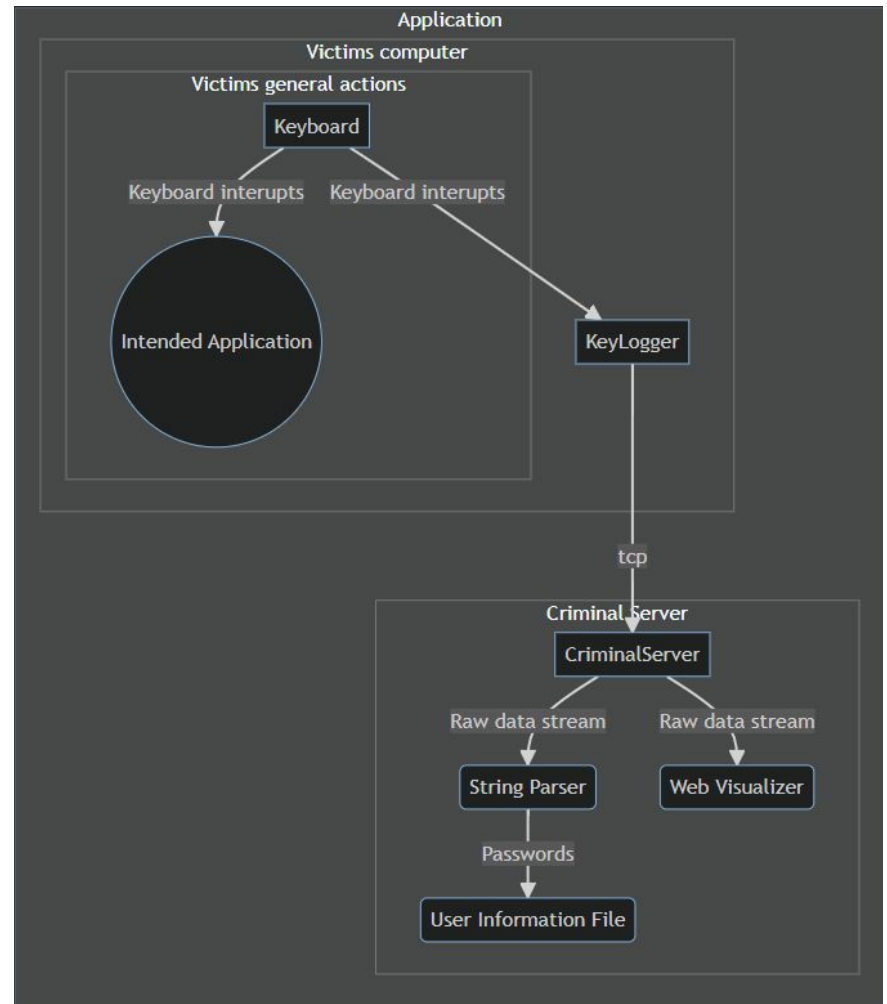 Application
Victims computer
Victims general actions
Keyboard
Keyboard interupts
Keyboard interupts
Intended Application
KeyLogger
tcp
Criminal Server
CriminalServer
Raw data stream
Raw data stream
String Parser
Web Visualizer
Passwords
User Information File